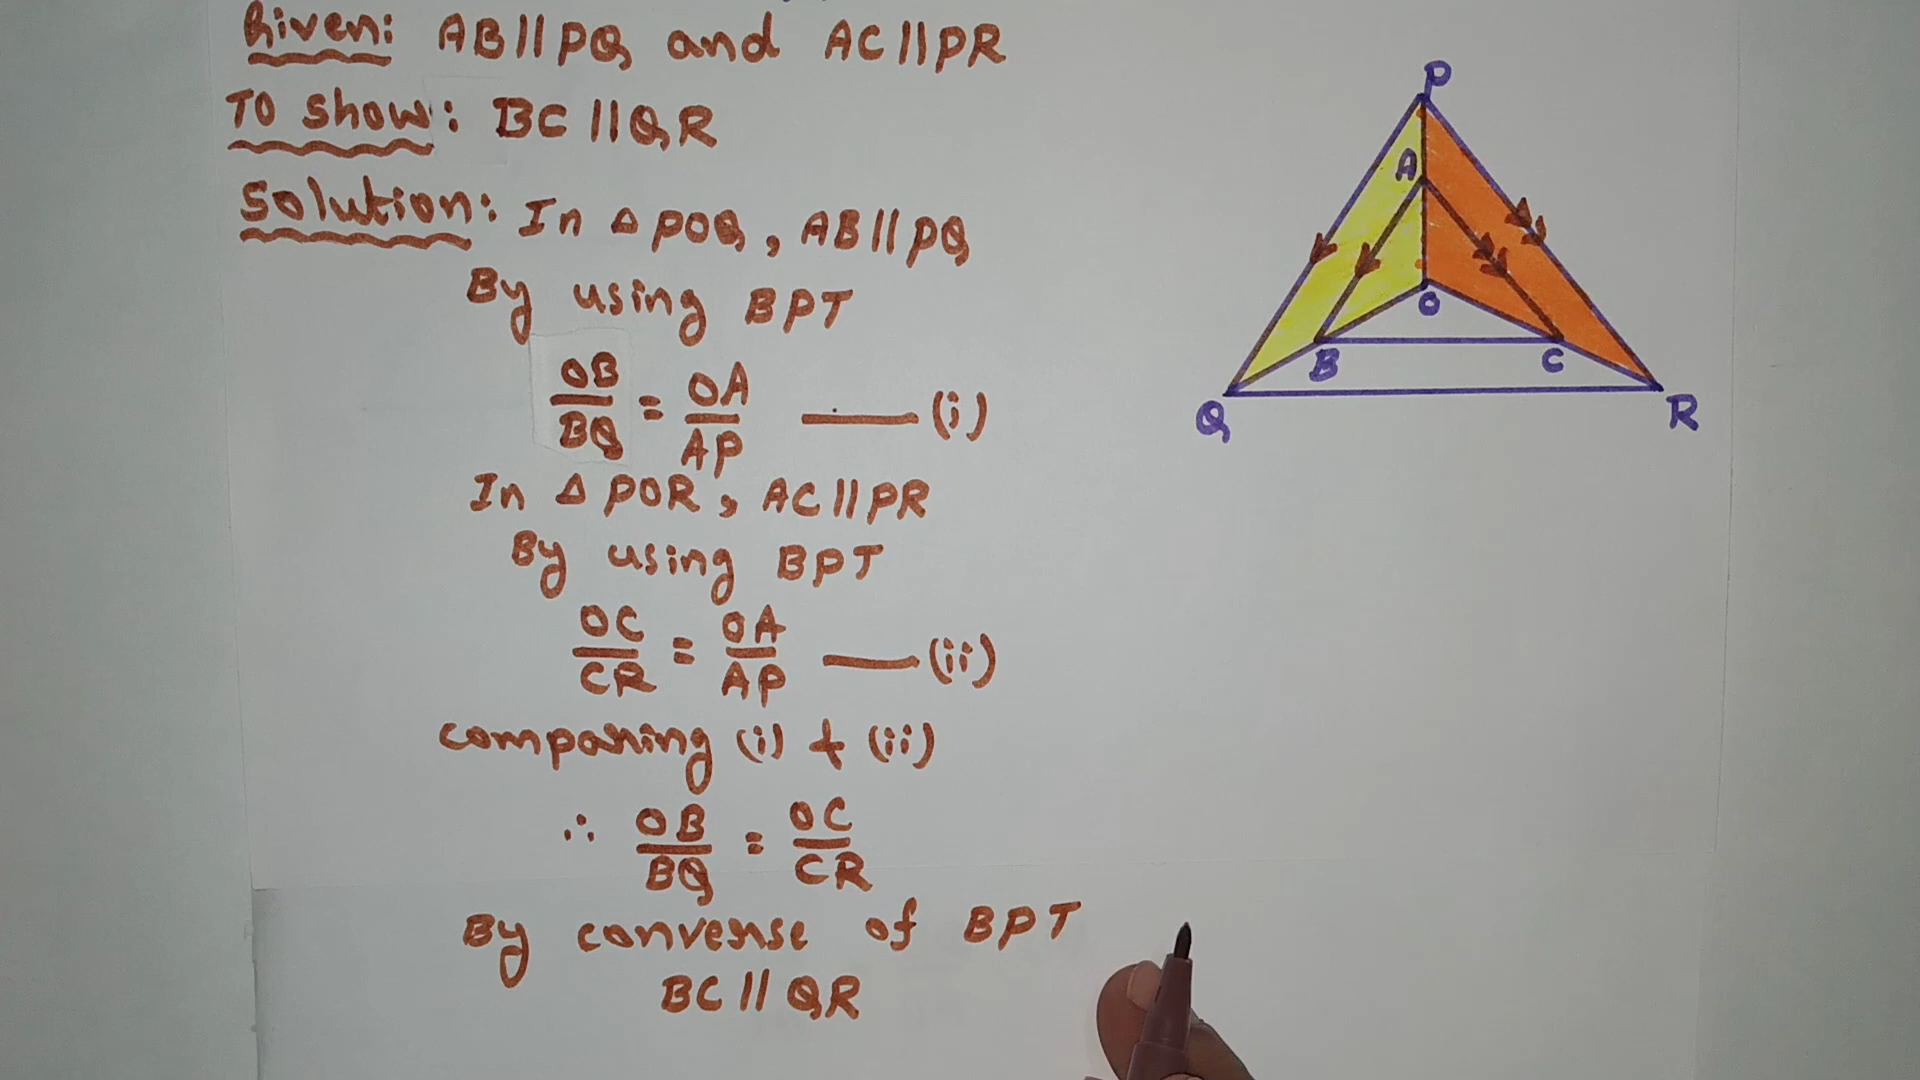 Given: AB||PQ and AC||PR
TO show: BC||QR
Solution: In △POQ, AB||PQ
By using BPT
OB/BQ = OA/AP —— (i)
In △POR, AC||PR
By using BPT
OC/CR = OA/AP —— (ii)
comparing (i) & (ii)
∴ OB/BQ = OC/CR
By converse of BPT
BC||QR
P
A
O
B
C
Q
R